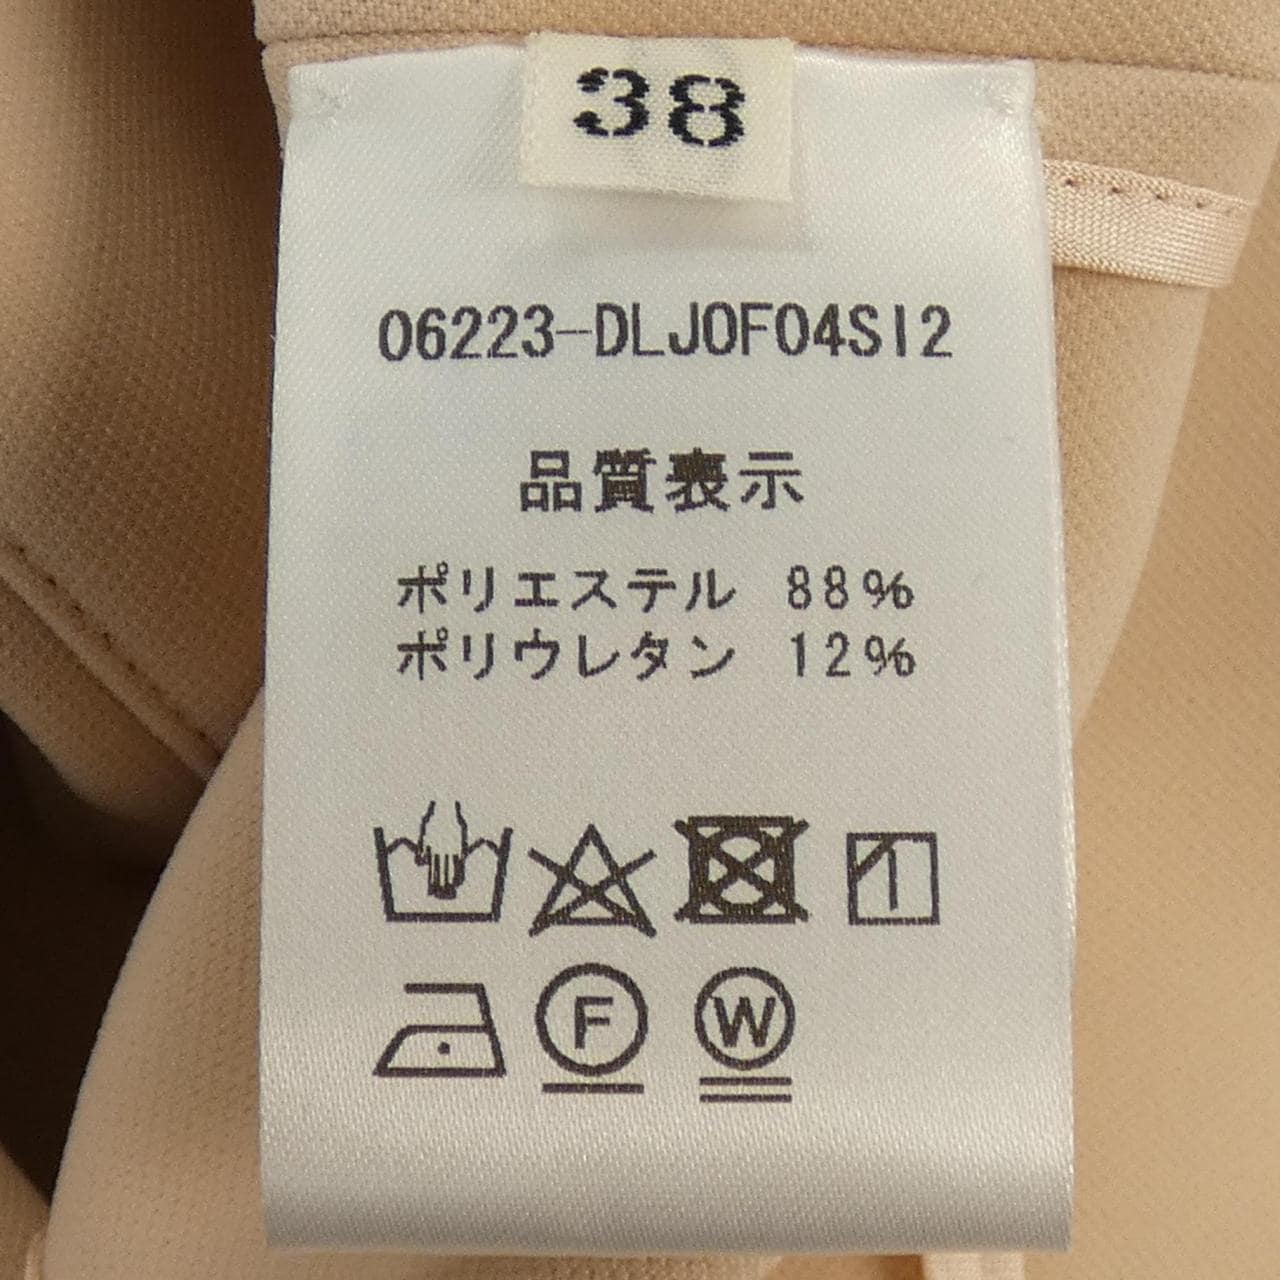 38
06223-DLJOF04SI2
品質表示
ポリエステル 88%
ポリウレタン 12%
F
W